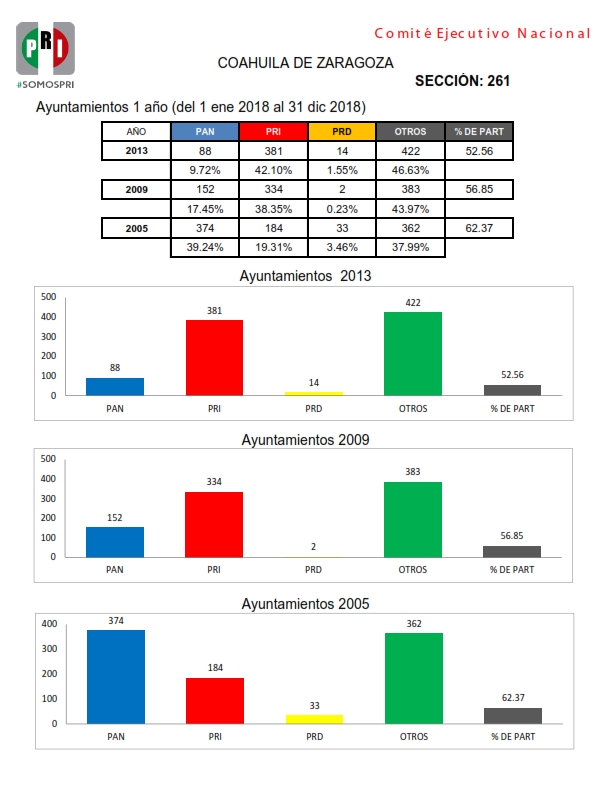 Comité Ejecutivo Nacional
PRI
#SOMOSPRI
COAHUILA DE ZARAGOZA
SECCIÓN: 261
Ayuntamientos 1 año (del 1 ene 2018 al 31 dic 2018)
AÑO PAN PRI PRD OTROS % DE PART
2013 88 381 14 422 52.56
9.72% 42.10% 1.55% 46.63%
2009 152 334 2 383 56.85
17.45% 38.35% 0.23% 43.97%
2005 374 184 33 362 62.37
39.24% 19.31% 3.46% 37.99%
Ayuntamientos 2013
500
400
300
200
100
0
88 381 14 422 52.56
PAN PRI PRD OTROS % DE PART
Ayuntamientos 2009
500
400
300
200
100
0
152 334 2 383 56.85
PAN PRI PRD OTROS % DE PART
Ayuntamientos 2005
400
300
200
100
0
374 184 33 362 62.37
PAN PRI PRD OTROS % DE PART